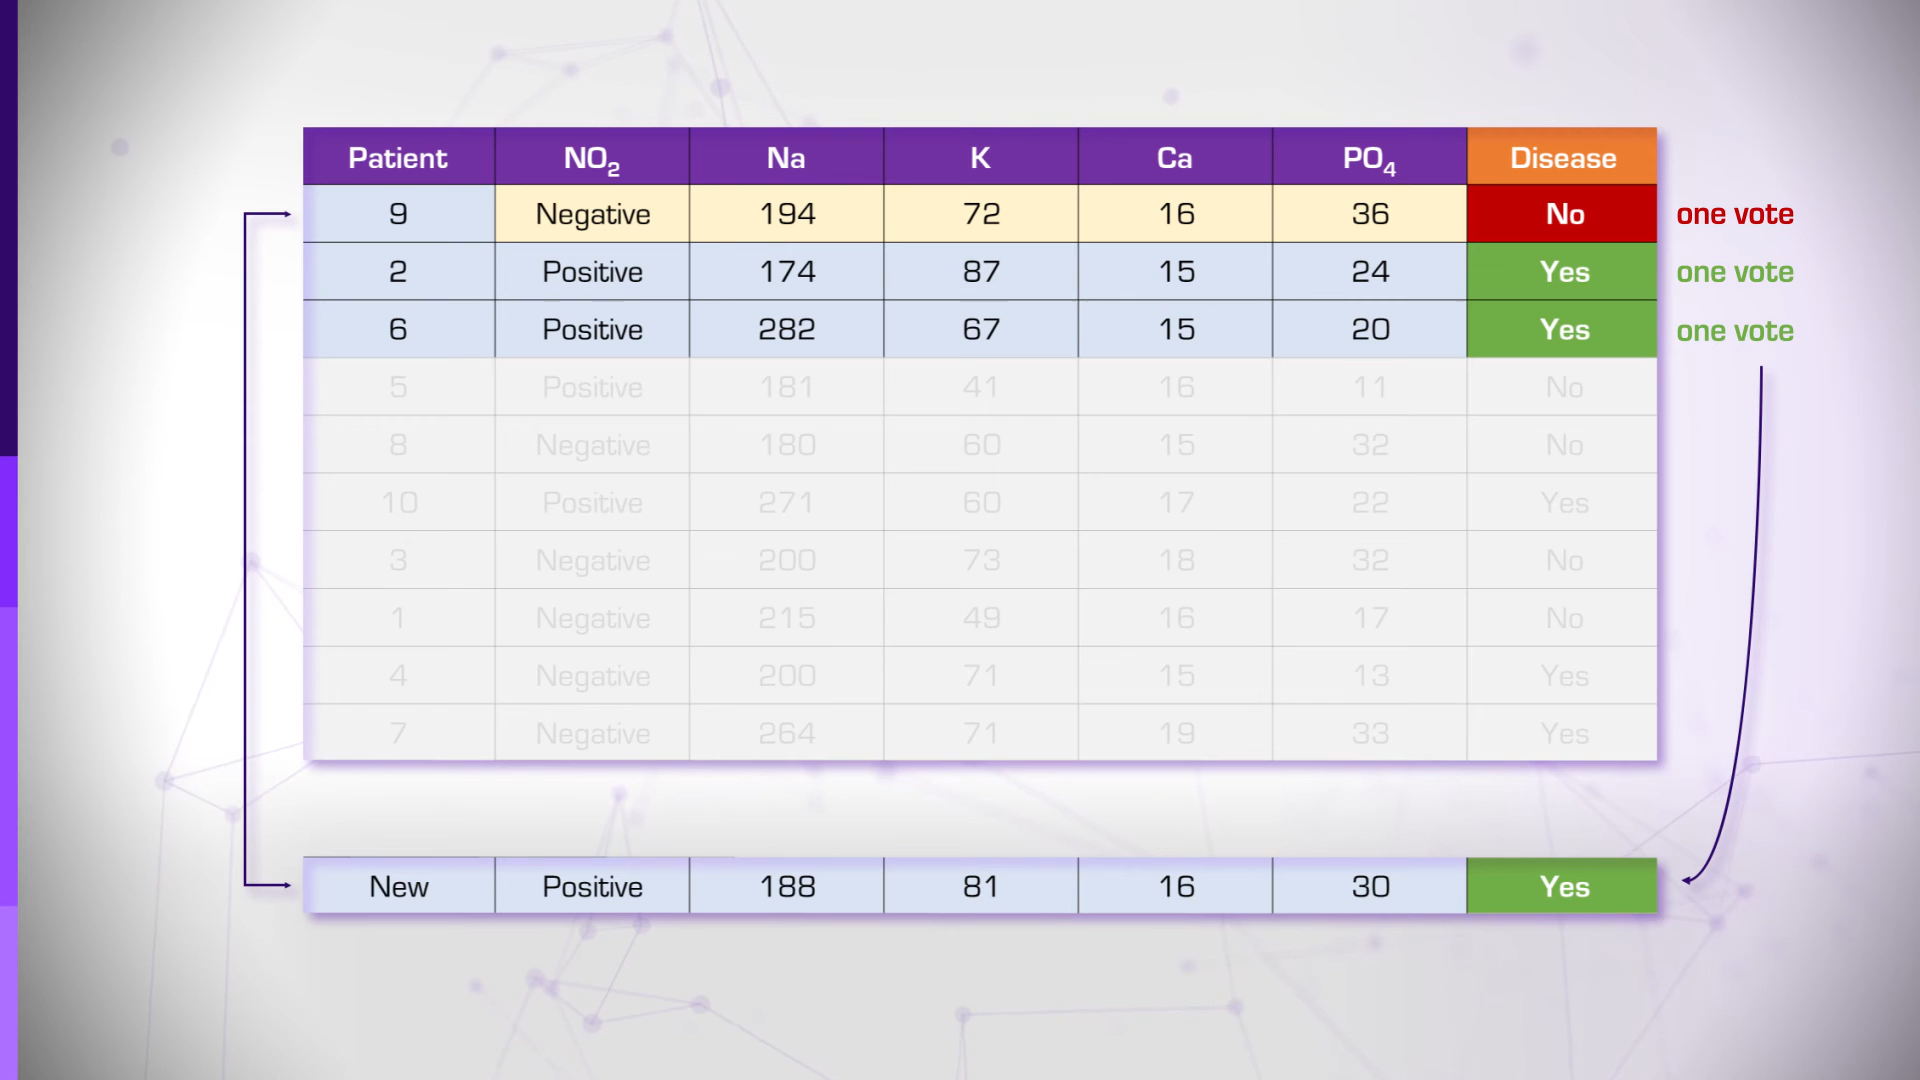 Patient NO₂ Na K Ca PO₄ Disease
9 Negative 194 72 16 36 No one vote
2 Positive 174 87 15 24 Yes one vote
6 Positive 282 67 15 20 Yes one vote
5 Positive 181 41 16 11 No
8 Negative 180 60 15 32 No
10 Positive 271 60 17 22 Yes
3 Negative 200 73 18 32 No
1 Negative 215 49 16 17 No
4 Negative 200 71 15 13 Yes
7 Negative 264 71 19 33 Yes
New Positive 188 81 16 30 Yes